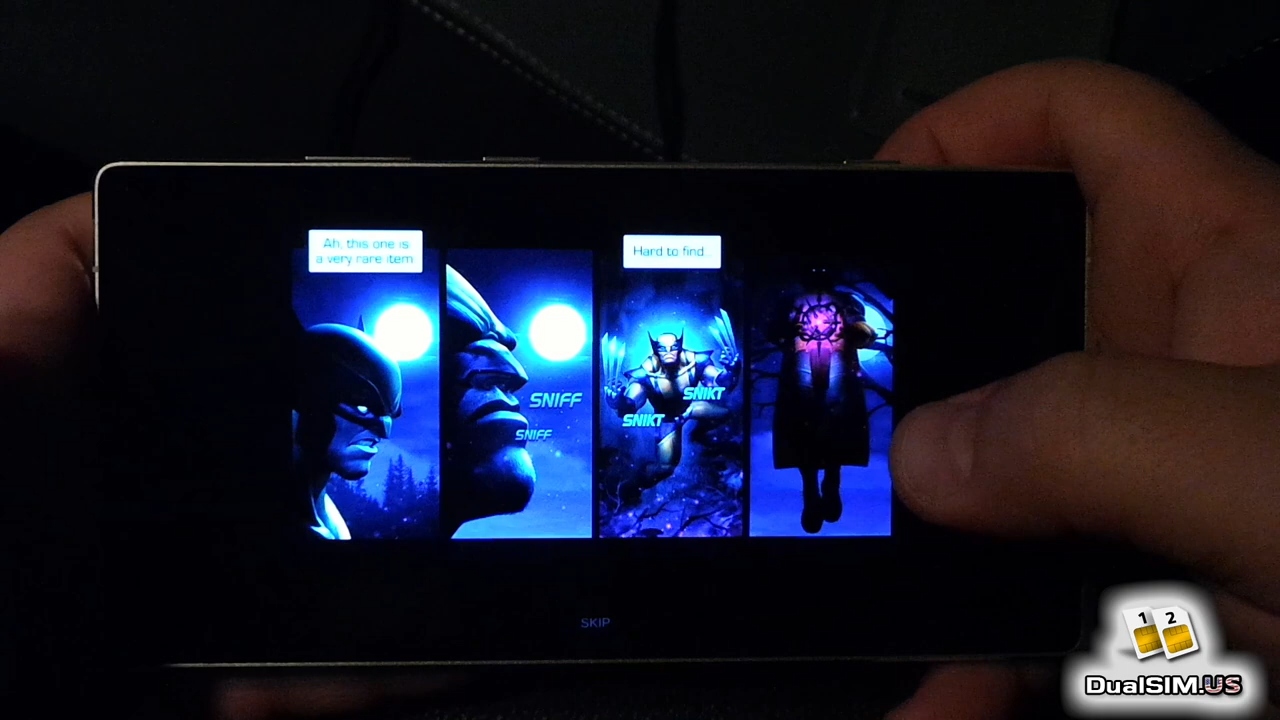 Ah, this one is
a very rare item
Hard to find...
SNIFF
SNIFF
SNIKT
SNIKT
SKIP
1 2
DualSIM.US